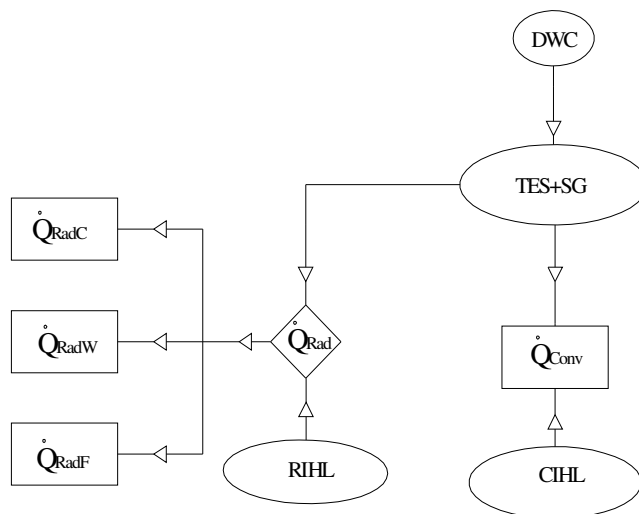 DWC
TES+SG
Q̊RadC
Q̊RadW
Q̊Rad
Q̊Conv
Q̊RadF
RIHL
CIHL